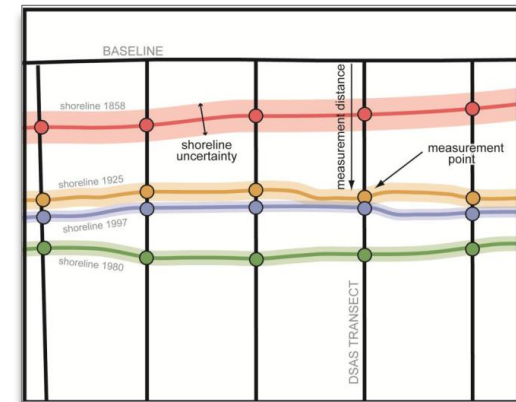 BASELINE
shoreline 1858
shoreline
uncertainty
measurement distance
measurement
point
shoreline 1925
shoreline 1997
shoreline 1980
DSAS TRANSECT